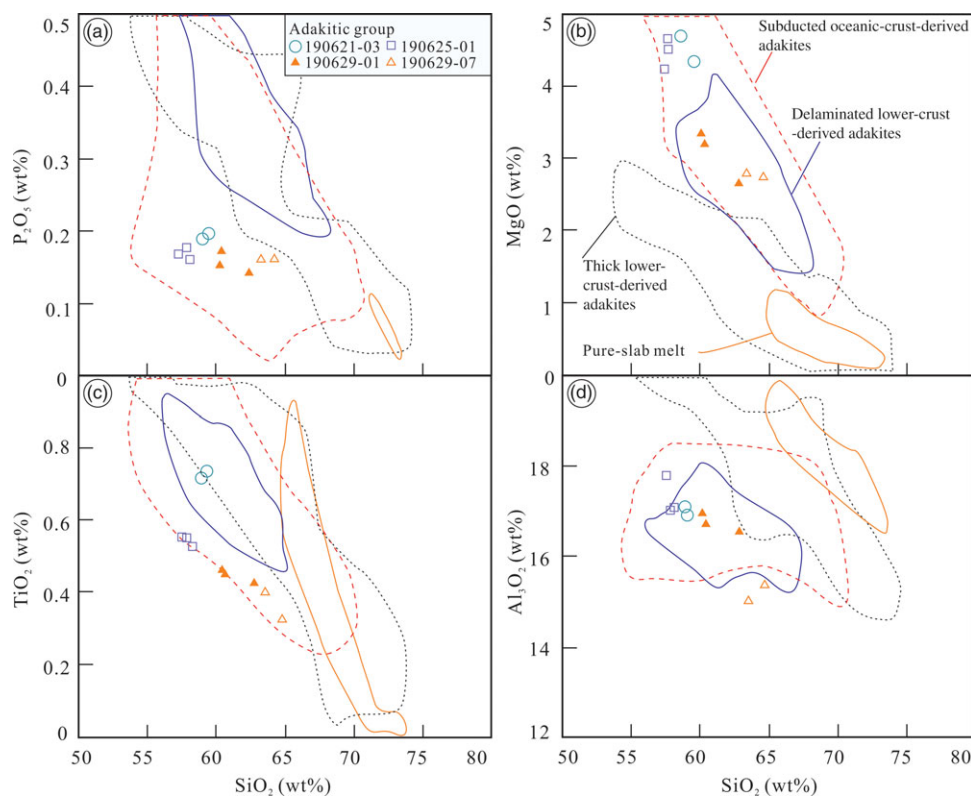 (a)
Adakitic group
190621-03 190625-01
190629-01 190629-07
0.5
0.4
0.3
0.2
0.1
0
P₂O₅ (wt%)
(b)
Subducted oceanic-crust-derived
adakites
Delaminated lower-crust
-derived adakites
Thick lower-
crust-derived
adakites
Pure-slab melt
5
4
3
2
1
0
MgO (wt%)
(c)
0.8
0.6
0.4
0.2
0
TiO₂ (wt%)
50 55 60 65 70 75 80
SiO₂ (wt%)
(d)
18
16
14
12
Al₃O₂ (wt%)
50 55 60 65 70 75 80
SiO₂ (wt%)